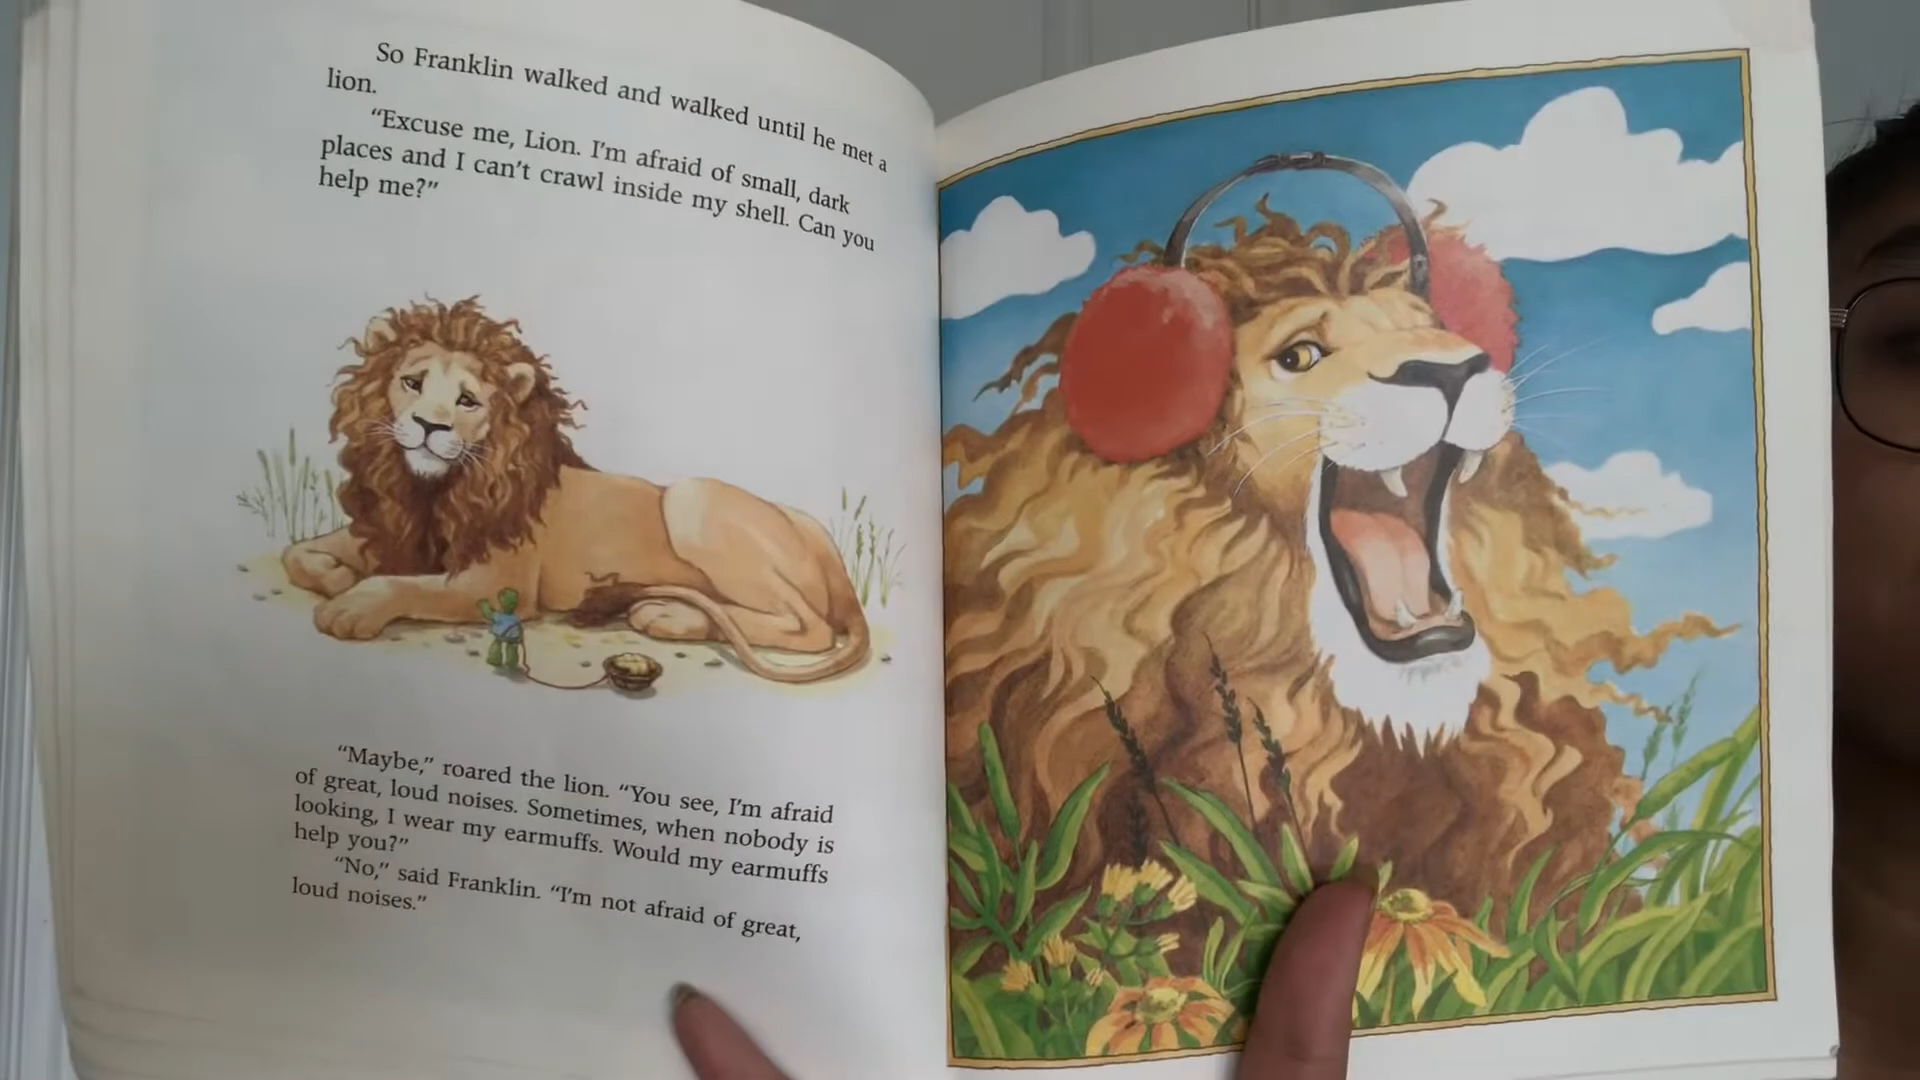 So Franklin walked and walked until he met a
lion.
“Excuse me, Lion. I’m afraid of small, dark
places and I can’t crawl inside my shell. Can you
help me?”
“Maybe,” roared the lion. “You see, I’m afraid
of great, loud noises. Sometimes, when nobody is
looking, I wear my earmuffs. Would my earmuffs
help you?”
“No,” said Franklin. “I’m not afraid of great,
loud noises.”